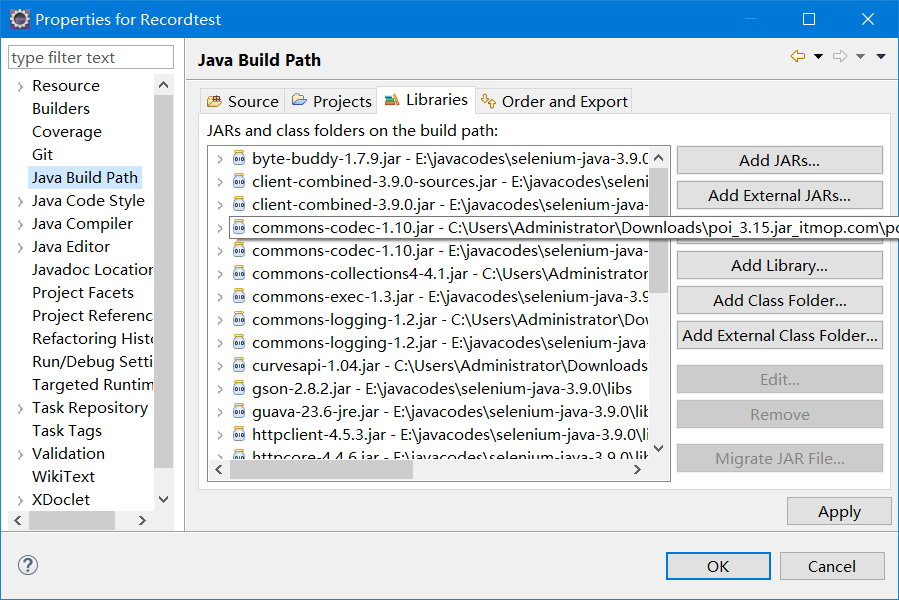 Properties for Recordtest
type filter text
Resource
Builders
Coverage
Git
Java Build Path
Java Code Style
Java Compiler
Java Editor
Javadoc Location
Project Facets
Project Referenc
Refactoring Histo
Run/Debug Setti
Targeted Runtim
Task Repository
Task Tags
Validation
WikiText
XDoclet
Java Build Path
Source
Projects
Libraries
Order and Export
JARs and class folders on the build path:
byte-buddy-1.7.9.jar - E:\javacodes\selenium-java-3.9.0
client-combined-3.9.0-sources.jar - E:\javacodes\seleni
client-combined-3.9.0.jar - E:\javacodes\selenium-java-
commons-codec-1.10.jar - C:\Users\Administrator\Downloads\poi_3.15.jar_itmop.com\po
commons-codec-1.10.jar - E:\javacodes\selenium-java-3.9
commons-collections4-4.1.jar - C:\Users\Administrator
commons-exec-1.3.jar - E:\javacodes\selenium-java-3.9
commons-logging-1.2.jar - C:\Users\Administrator\Dov
commons-logging-1.2.jar - E:\javacodes\selenium-java-
curvesapi-1.04.jar - C:\Users\Administrator\Downloads
gson-2.8.2.jar - E:\javacodes\selenium-java-3.9.0\libs
guava-23.6-jre.jar - E:\javacodes\selenium-java-3.9.0\lib
httpclient-4.5.3.jar - E:\javacodes\selenium-java-3.9.0\li
httpcore-4.4.6.jar - E:\javacodes\selenium-java-3.9.0\lib
Add JARs...
Add External JARs...
Add Library...
Add Class Folder...
Add External Class Folder...
Edit...
Remove
Migrate JAR File...
Apply
OK
Cancel